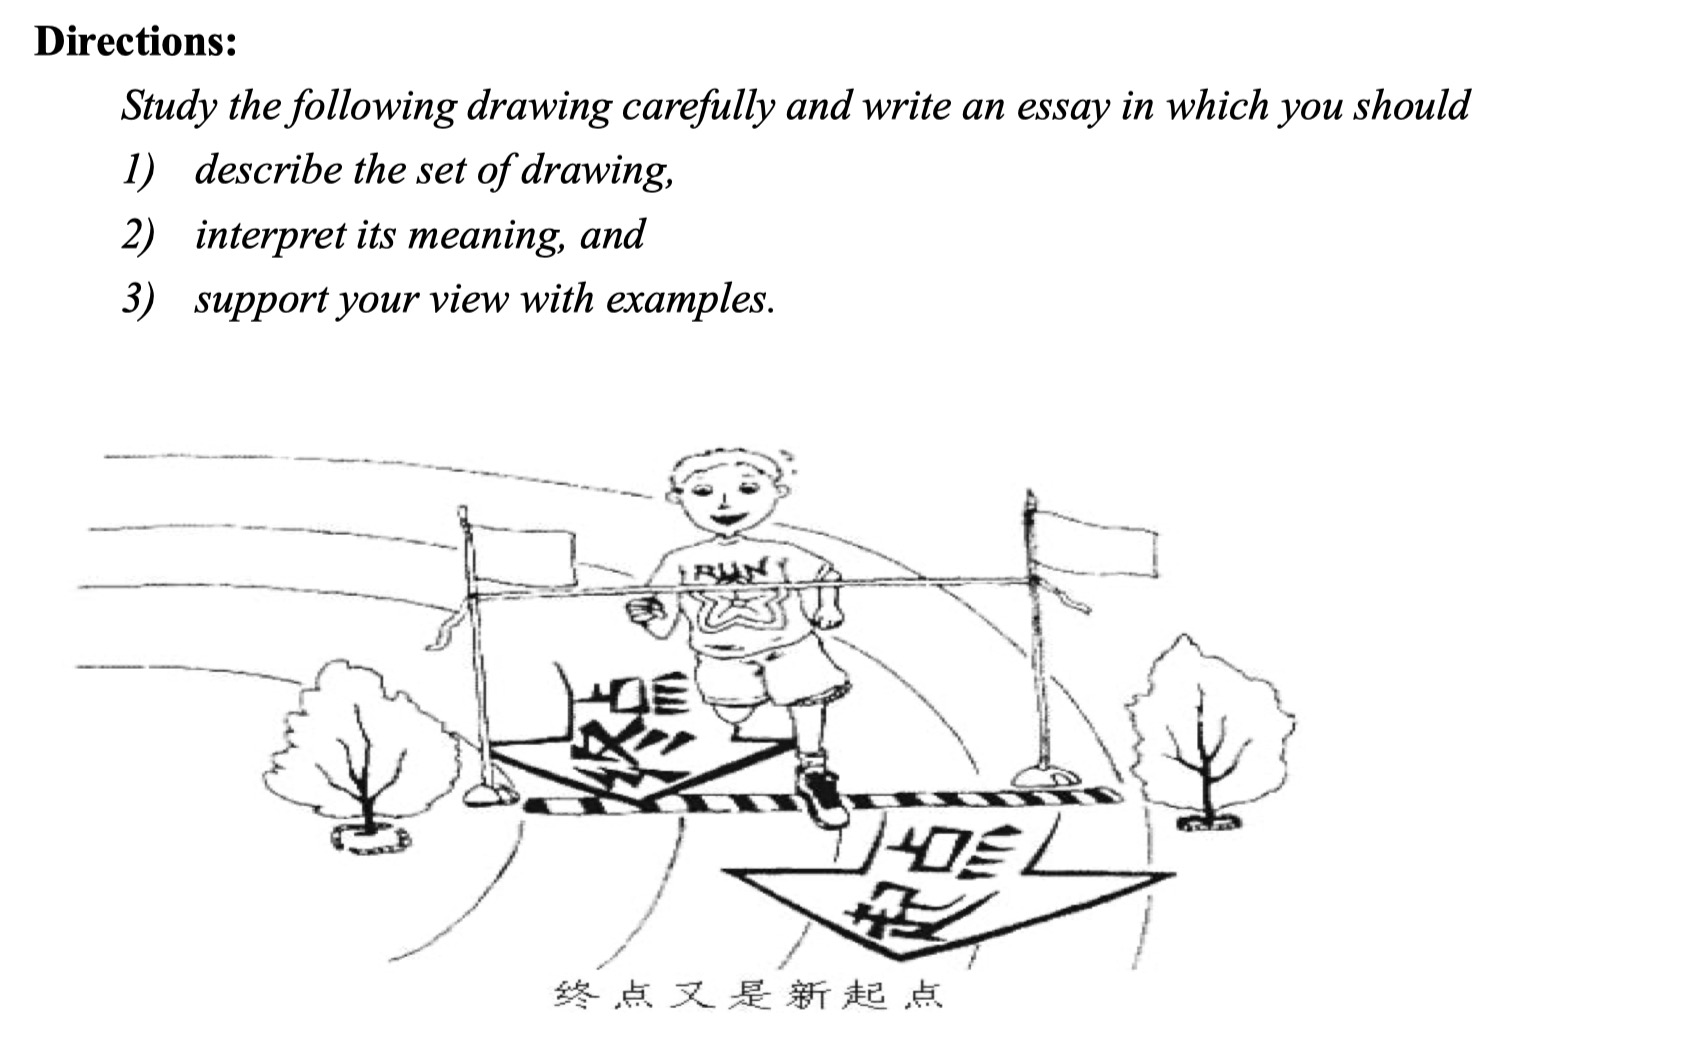 Directions:
Study the following drawing carefully and write an essay in which you should
1) describe the set of drawing,
2) interpret its meaning, and
3) support your view with examples.
RUN
终点
起点
终点又是新起点